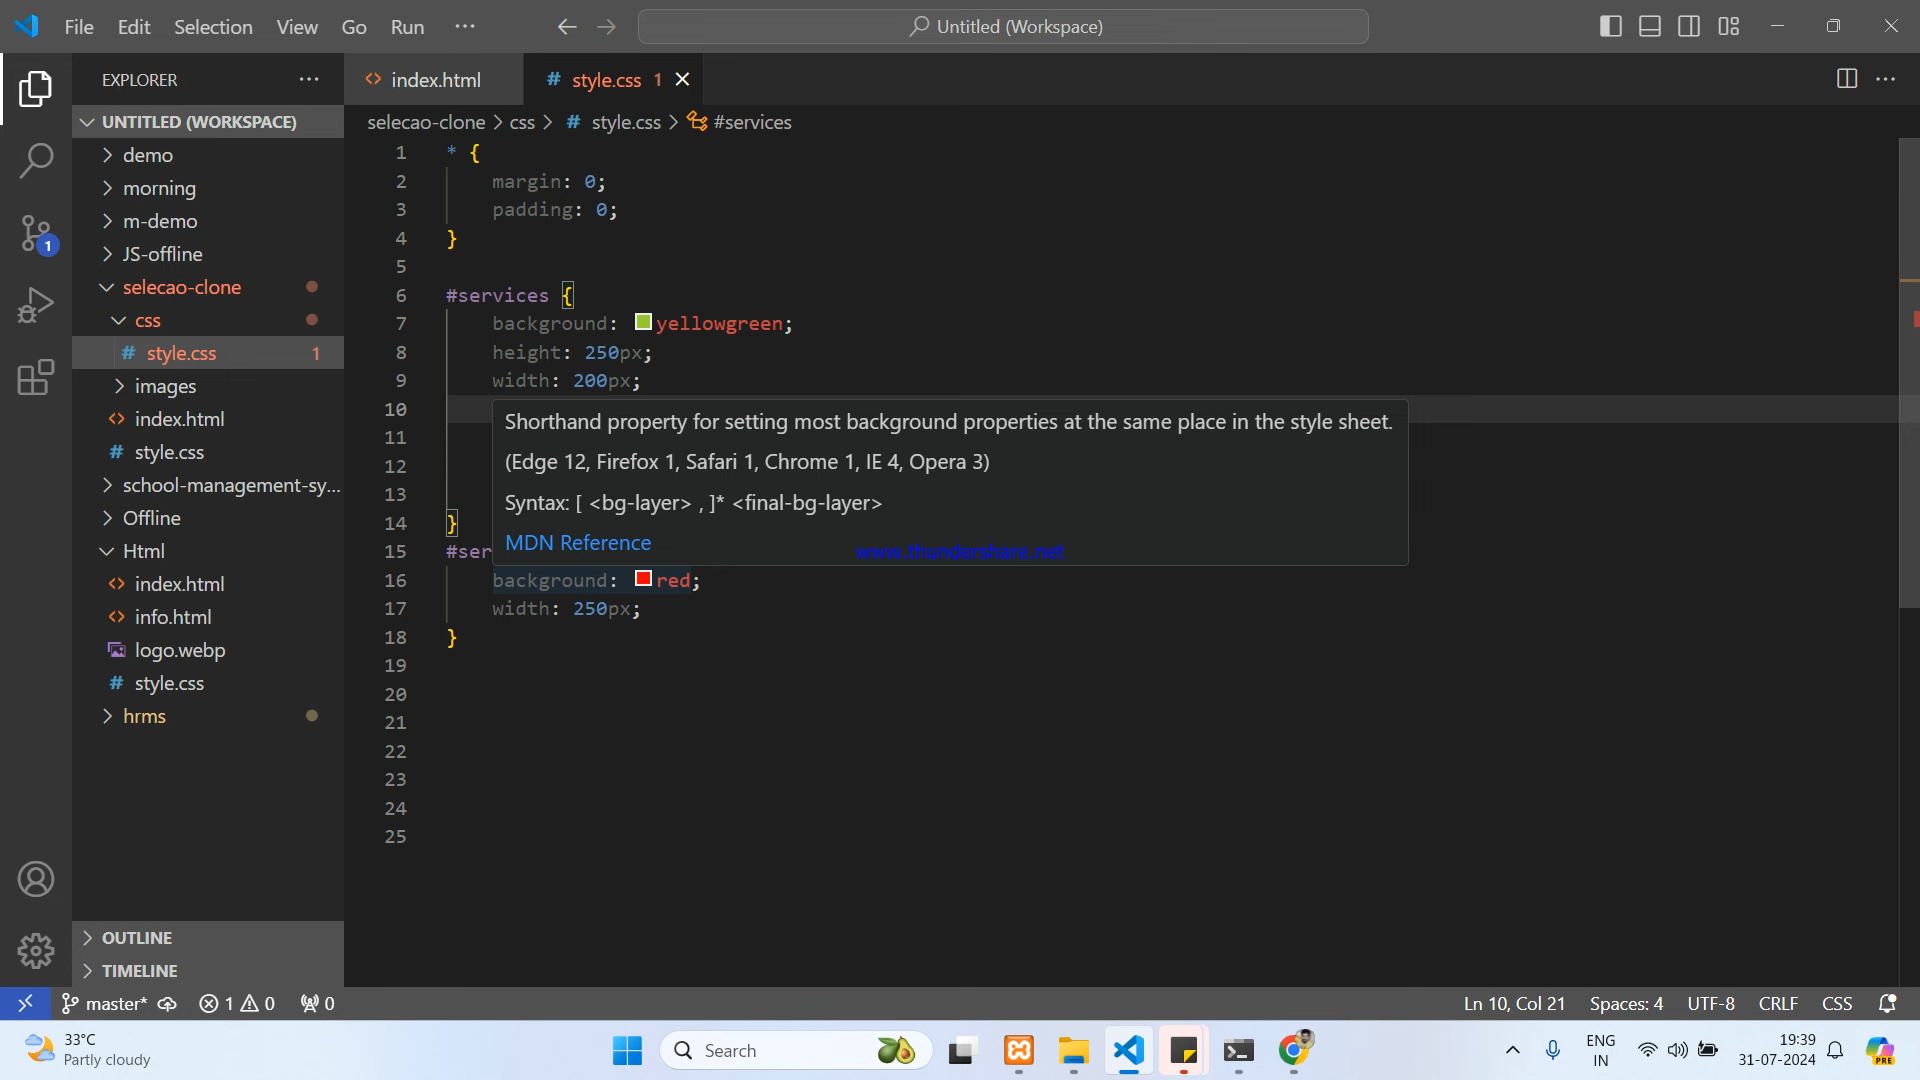 File Edit Selection View Go Run ···
Untitled (Workspace)
EXPLORER
index.html
style.css 1
UNTITLED (WORKSPACE)
selecao-clone > css > # style.css > #services
demo
morning
m-demo
JS-offline
selecao-clone
css
# style.css 1
images
index.html
# style.css
school-management-sy...
Offline
Html
index.html
info.html
logo.webp
# style.css
hrms
OUTLINE
TIMELINE
1 * {
2 margin: 0;
3 padding: 0;
4 }
5
6 #services {
7 background: yellowgreen;
8 height: 250px;
9 width: 200px;
10
11
12
13
14 }
15 #ser
16 background: red;
17 width: 250px;
18 }
19
20
21
22
23
24
25
Shorthand property for setting most background properties at the same place in the style sheet.
(Edge 12, Firefox 1, Safari 1, Chrome 1, IE 4, Opera 3)
Syntax: [ <bg-layer> , ]* <final-bg-layer>
MDN Reference
www.thundershare.net
master* 1 0 0
Ln 10, Col 21 Spaces: 4 UTF-8 CRLF CSS
33°C
Partly cloudy
Search
ENG
IN
19:39
31-07-2024
PRE